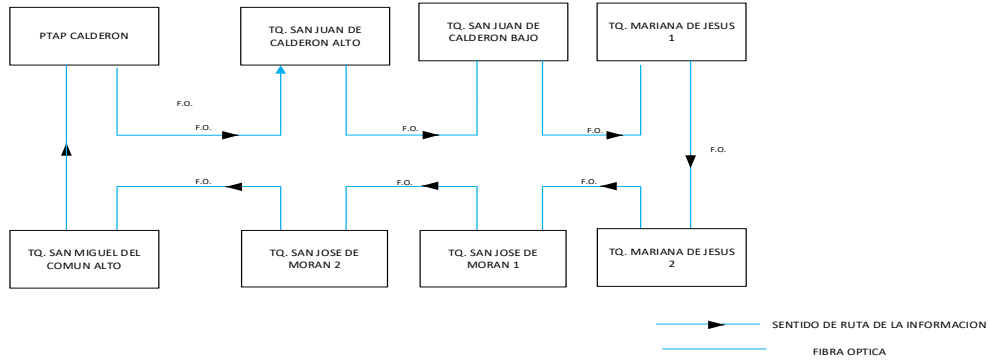 PTAP CALDERON
TQ. SAN JUAN DE
CALDERON ALTO
TQ. SAN JUAN DE
CALDERON BAJO
TQ. MARIANA DE JESUS
1
F.O.
F.O.
F.O.
F.O.
F.O.
F.O.
F.O.
F.O.
TQ. SAN MIGUEL DEL
COMUN ALTO
TQ. SAN JOSE DE
MORAN 2
TQ. SAN JOSE DE
MORAN 1
TQ. MARIANA DE JESUS
2
SENTIDO DE RUTA DE LA INFORMACION
FIBRA OPTICA